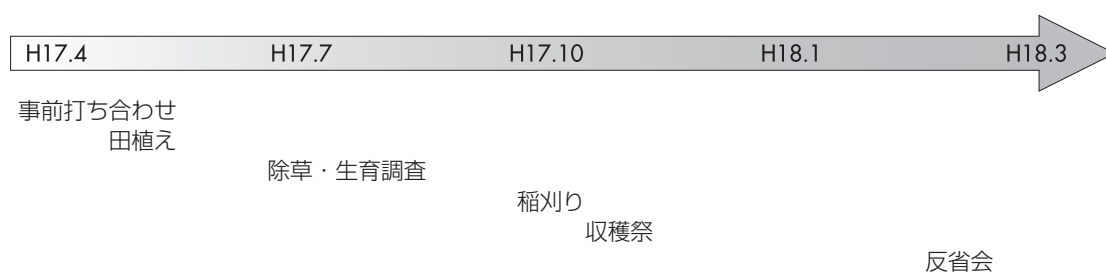 H17.4 H17.7 H17.10 H18.1 H18.3
事前打ち合わせ
田植え
除草・生育調査
稲刈り
収穫祭
反省会